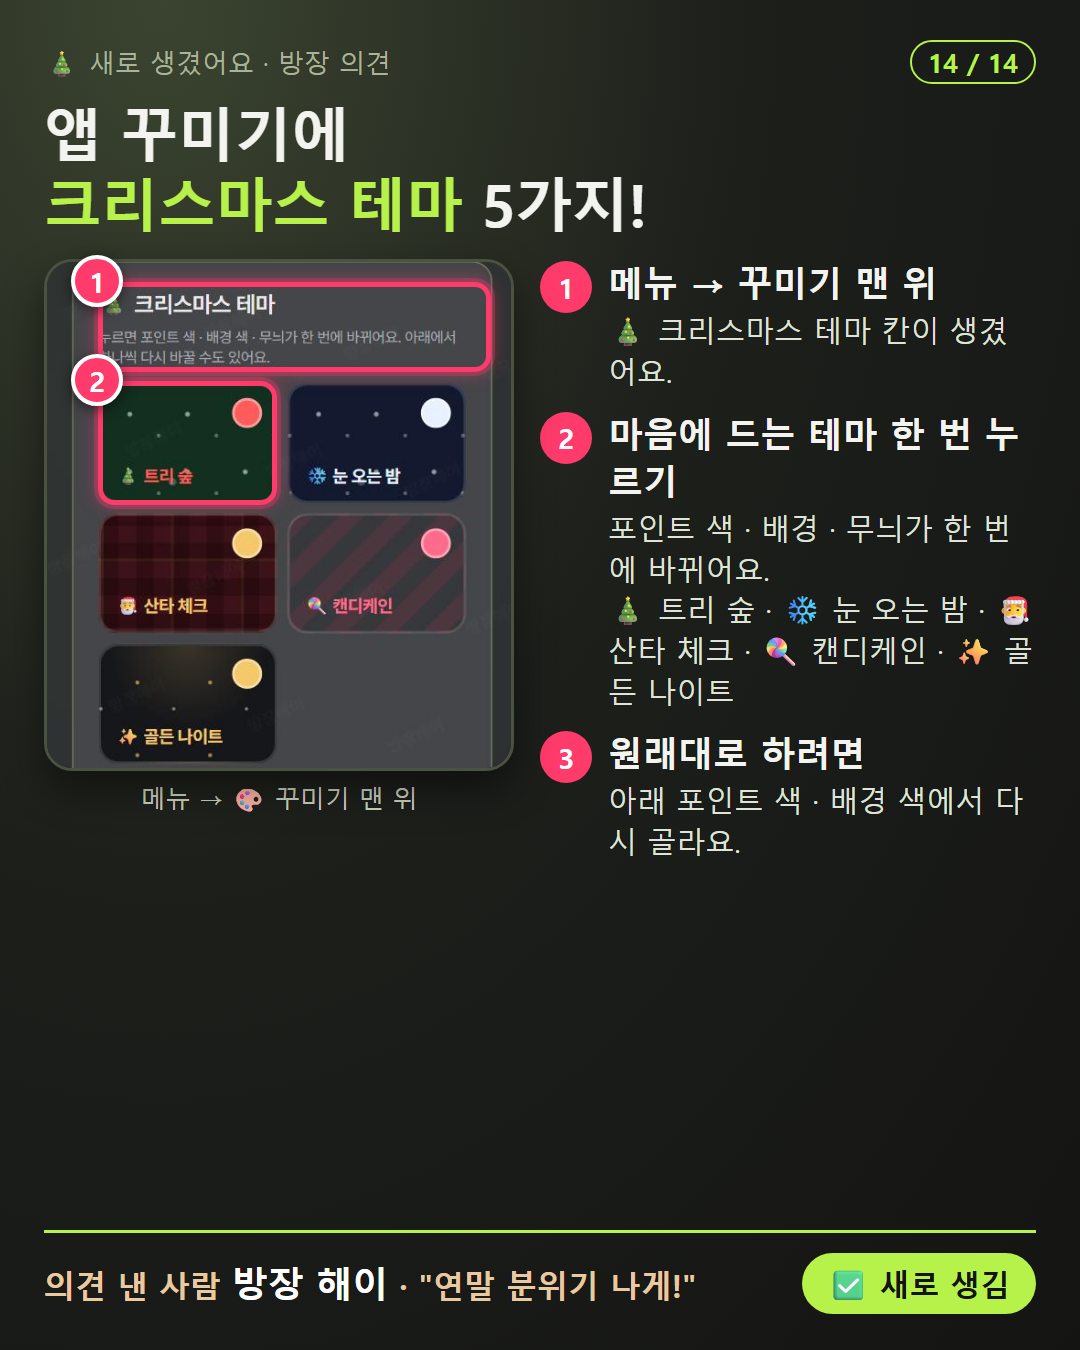 🎄 새로 생겼어요 · 방장 의견
14 / 14
앱 꾸미기에
크리스마스 테마 5가지!
1
🎄 크리스마스 테마
누르면 포인트 색 · 배경 색 · 무늬가 한 번에 바뀌어요. 아래에서
하나씩 다시 바꿀 수도 있어요.
2
🎄 트리 숲
❄️ 눈 오는 밤
🎅 산타 체크
🍭 캔디케인
✨ 골든 나이트
메뉴 → 🎨 꾸미기 맨 위
1 메뉴 → 꾸미기 맨 위
🎄 크리스마스 테마 칸이 생겼
어요.
2 마음에 드는 테마 한 번 누
르기
포인트 색 · 배경 · 무늬가 한 번
에 바뀌어요.
🎄 트리 숲 · ❄️ 눈 오는 밤 · 🎅
산타 체크 · 🍭 캔디케인 · ✨ 골
든 나이트
3 원래대로 하려면
아래 포인트 색 · 배경 색에서 다
시 골라요.
의견 낸 사람 방장 해이 · "연말 분위기 나게!"
✅ 새로 생김